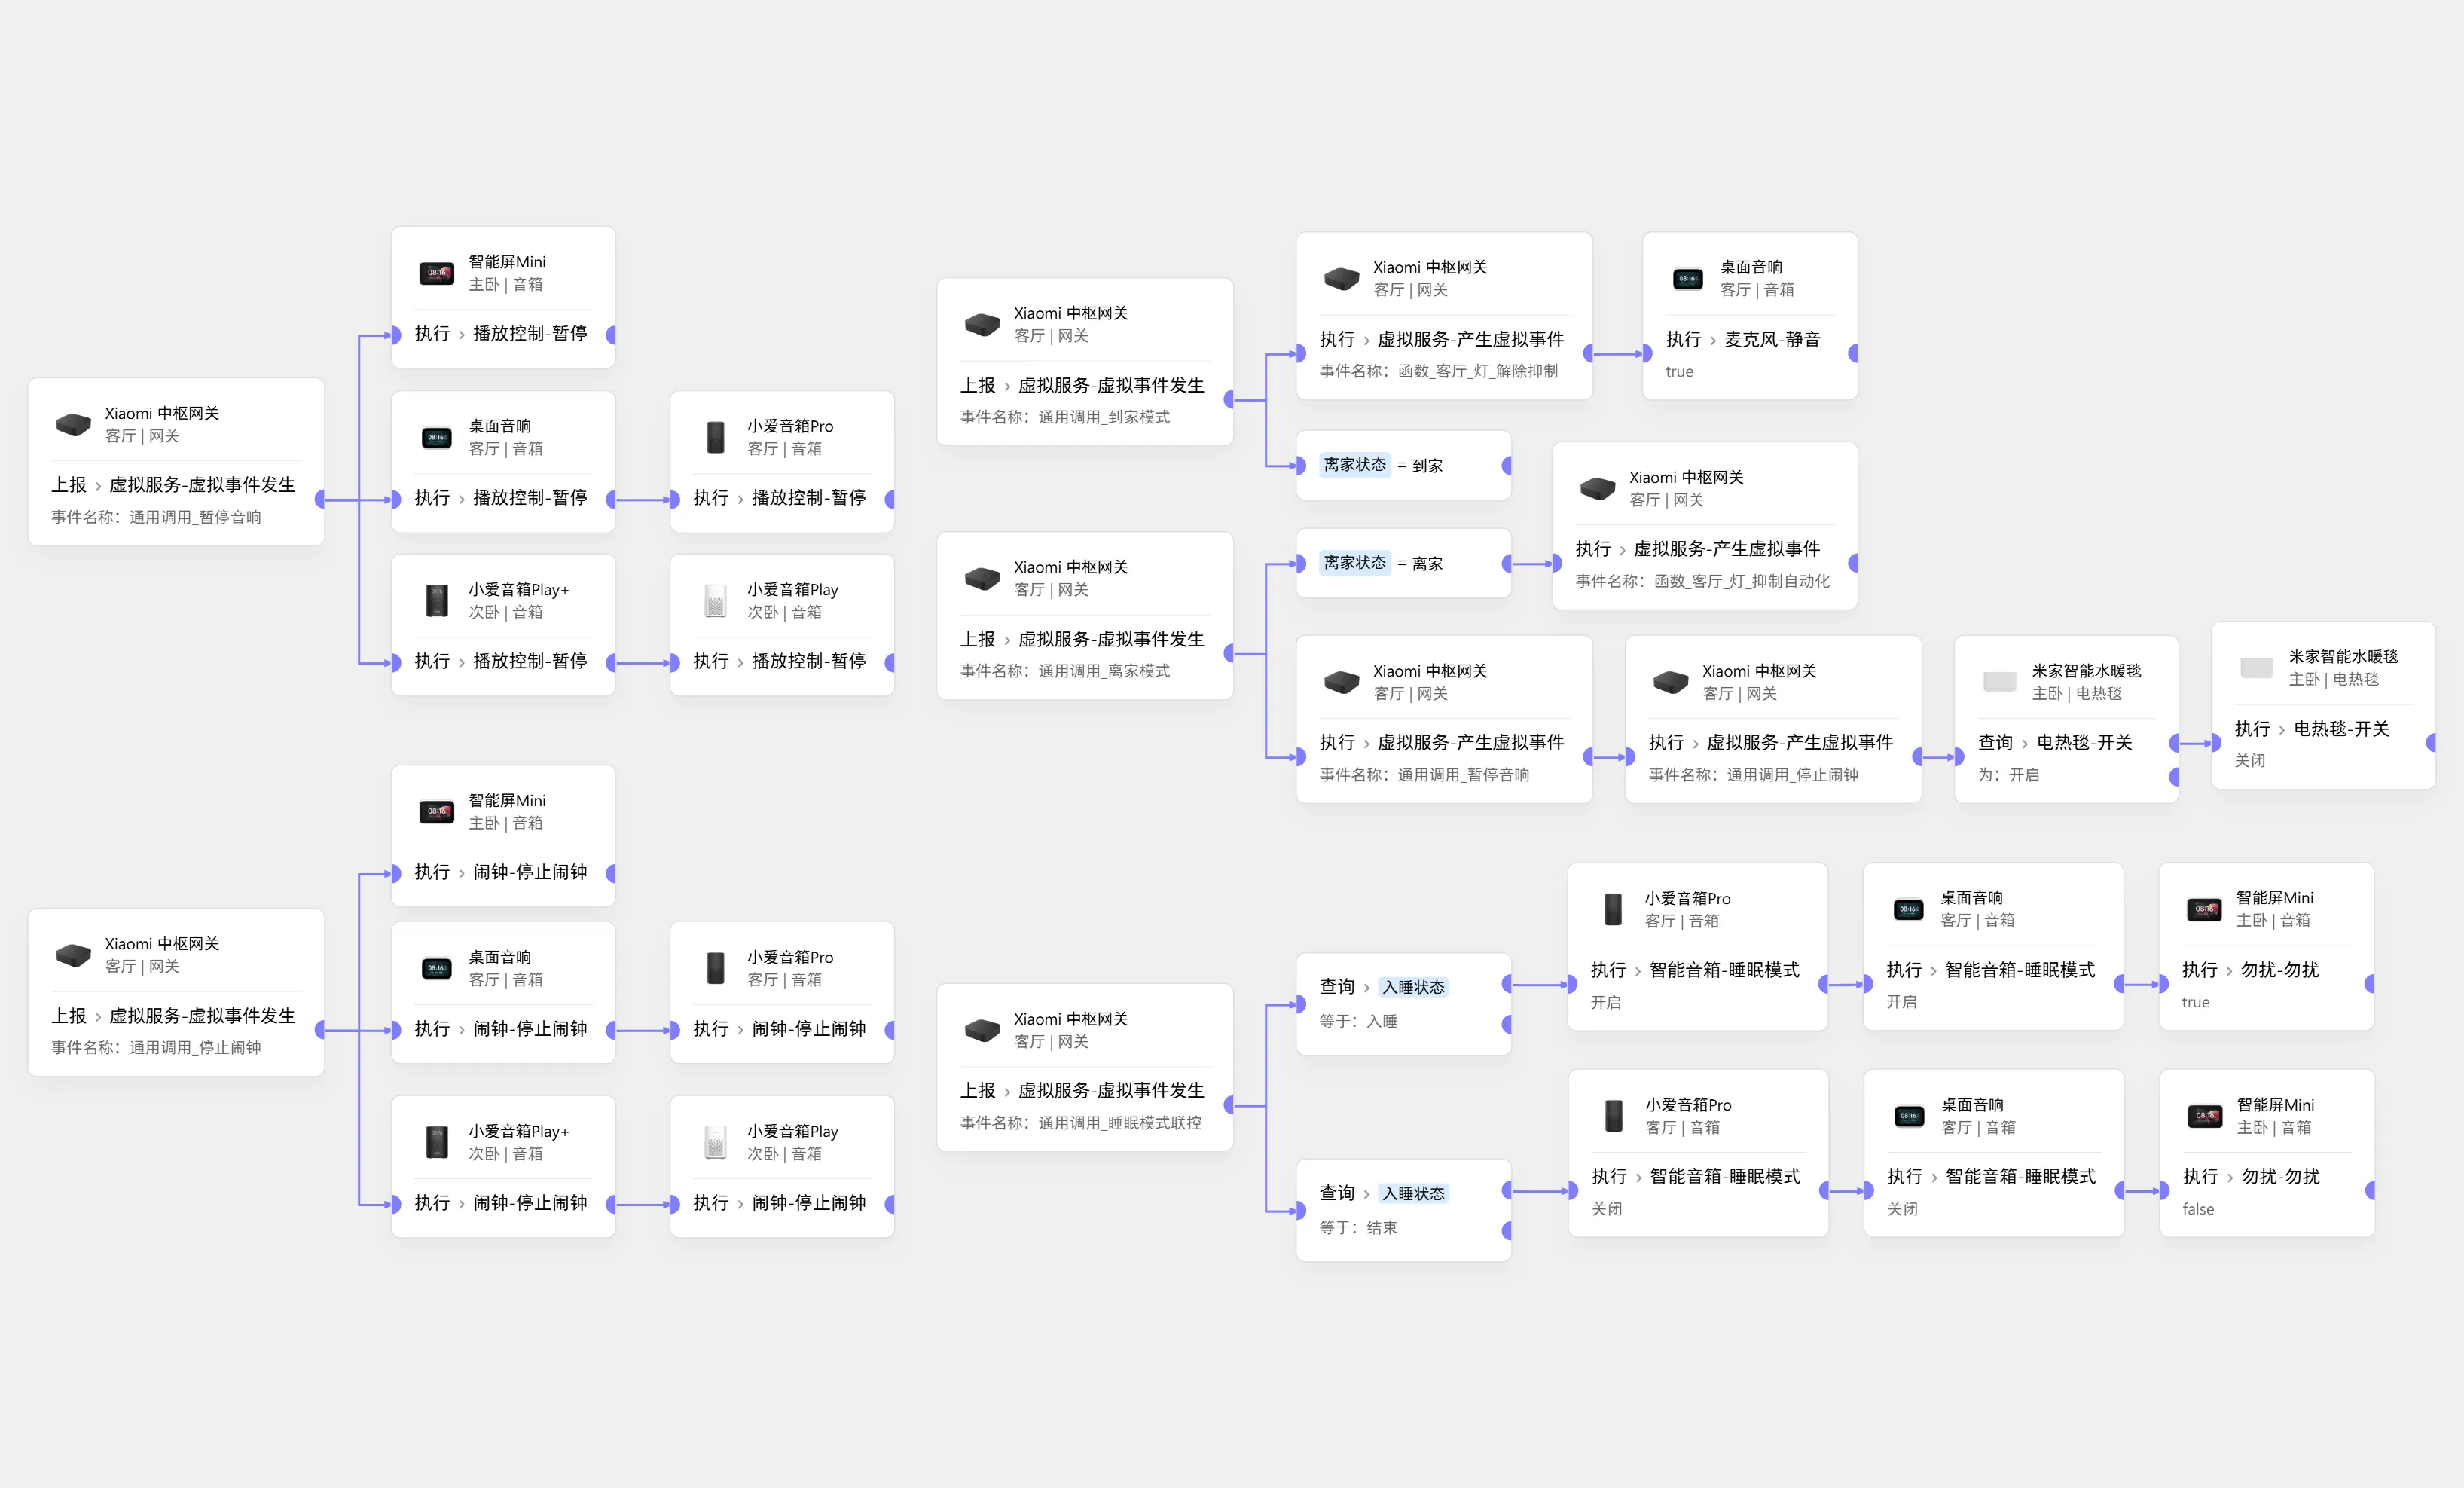 智能屏Mini
主卧 | 音箱
执行 › 播放控制-暂停
Xiaomi 中枢网关
客厅 | 网关
上报 › 虚拟服务-虚拟事件发生
事件名称：通用调用_暂停音响
桌面音响
客厅 | 音箱
执行 › 播放控制-暂停
小爱音箱Pro
客厅 | 音箱
执行 › 播放控制-暂停
小爱音箱Play+
次卧 | 音箱
执行 › 播放控制-暂停
小爱音箱Play
次卧 | 音箱
执行 › 播放控制-暂停
智能屏Mini
主卧 | 音箱
执行 › 闹钟-停止闹钟
Xiaomi 中枢网关
客厅 | 网关
上报 › 虚拟服务-虚拟事件发生
事件名称：通用调用_停止闹钟
桌面音响
客厅 | 音箱
执行 › 闹钟-停止闹钟
小爱音箱Pro
客厅 | 音箱
执行 › 闹钟-停止闹钟
小爱音箱Play+
次卧 | 音箱
执行 › 闹钟-停止闹钟
小爱音箱Play
次卧 | 音箱
执行 › 闹钟-停止闹钟
Xiaomi 中枢网关
客厅 | 网关
上报 › 虚拟服务-虚拟事件发生
事件名称：通用调用_到家模式
Xiaomi 中枢网关
客厅 | 网关
执行 › 虚拟服务-产生虚拟事件
事件名称：函数_客厅_灯_解除抑制
桌面音响
客厅 | 音箱
执行 › 麦克风-静音
true
离家状态 = 到家
Xiaomi 中枢网关
客厅 | 网关
上报 › 虚拟服务-虚拟事件发生
事件名称：通用调用_离家模式
离家状态 = 离家
Xiaomi 中枢网关
客厅 | 网关
执行 › 虚拟服务-产生虚拟事件
事件名称：函数_客厅_灯_抑制自动化
Xiaomi 中枢网关
客厅 | 网关
执行 › 虚拟服务-产生虚拟事件
事件名称：通用调用_暂停音响
Xiaomi 中枢网关
客厅 | 网关
执行 › 虚拟服务-产生虚拟事件
事件名称：通用调用_停止闹钟
米家智能水暖毯
主卧 | 电热毯
查询 › 电热毯-开关
为：开启
米家智能水暖毯
主卧 | 电热毯
执行 › 电热毯-开关
关闭
Xiaomi 中枢网关
客厅 | 网关
上报 › 虚拟服务-虚拟事件发生
事件名称：通用调用_睡眠模式联控
查询 › 入睡状态
等于：入睡
小爱音箱Pro
客厅 | 音箱
执行 › 智能音箱-睡眠模式
开启
桌面音响
客厅 | 音箱
执行 › 智能音箱-睡眠模式
开启
智能屏Mini
主卧 | 音箱
执行 › 勿扰-勿扰
true
查询 › 入睡状态
等于：结束
小爱音箱Pro
客厅 | 音箱
执行 › 智能音箱-睡眠模式
关闭
桌面音响
客厅 | 音箱
执行 › 智能音箱-睡眠模式
关闭
智能屏Mini
主卧 | 音箱
执行 › 勿扰-勿扰
false